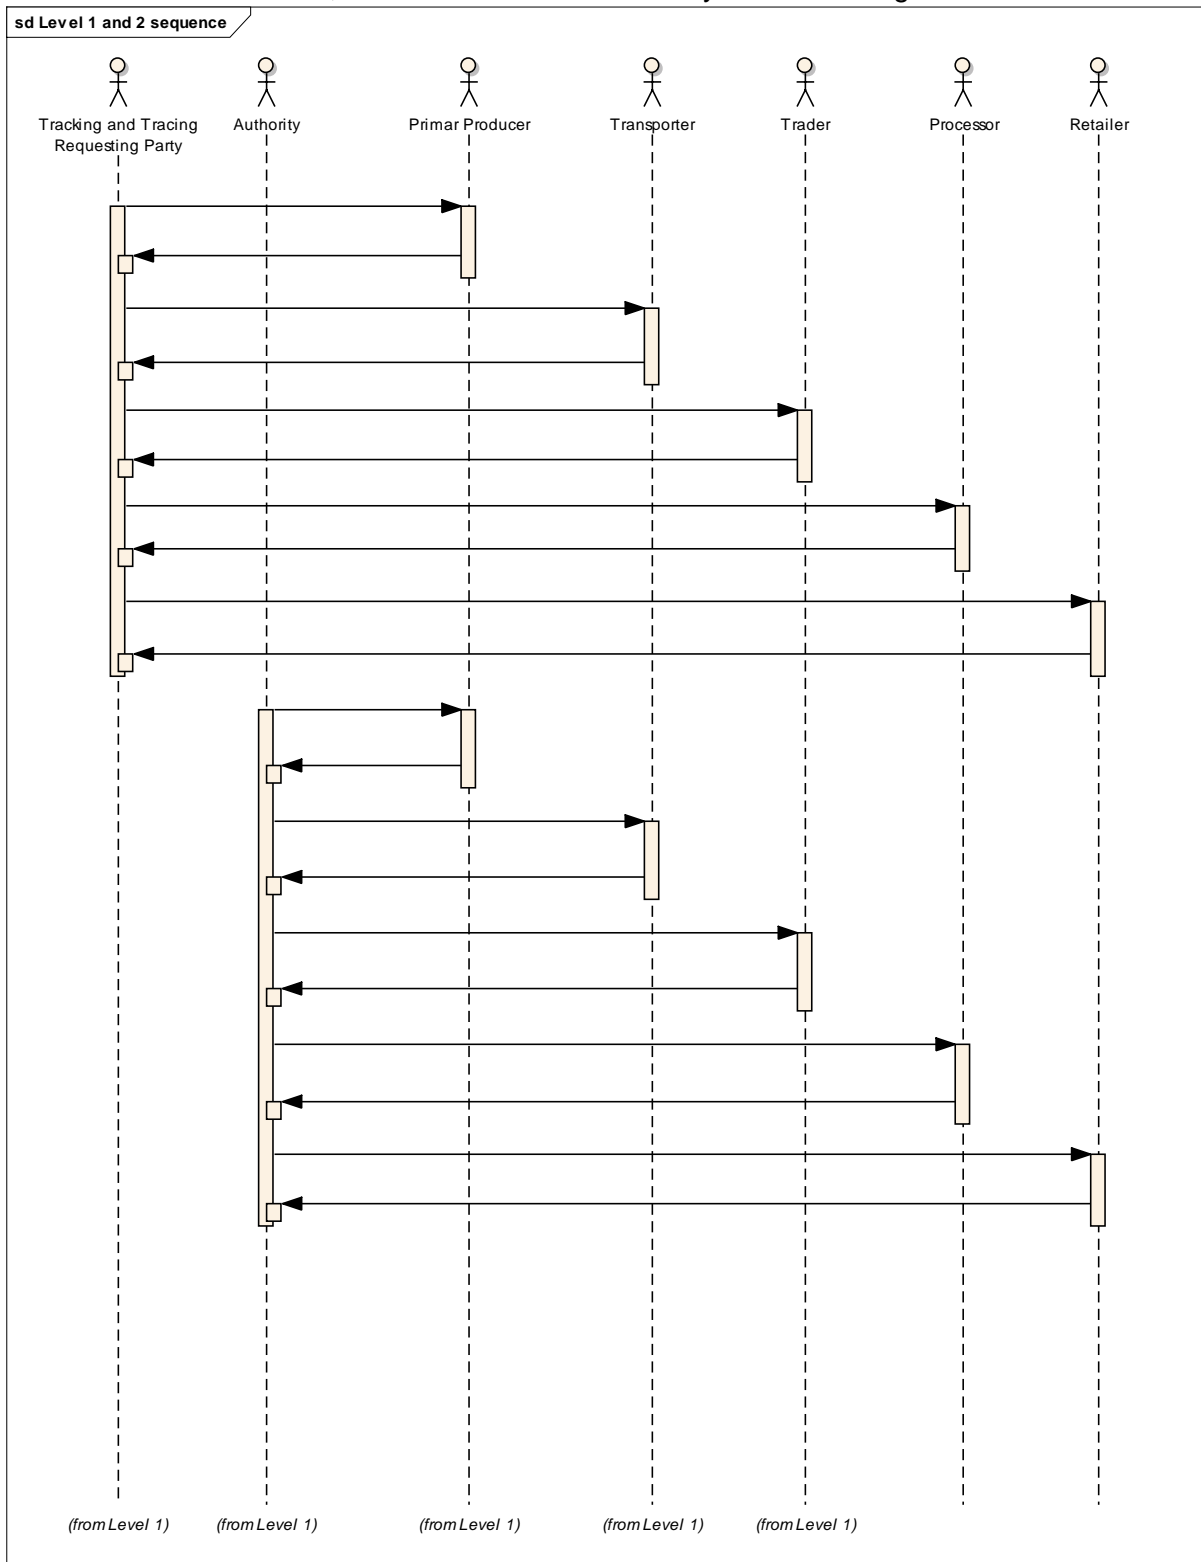 sd Level 1 and 2 sequence
Tracking and Tracing
Requesting Party
Authority
Primar Producer
Transporter
Trader
Processor
Retailer
(from Level 1)
(from Level 1)
(from Level 1)
(from Level 1)
(from Level 1)